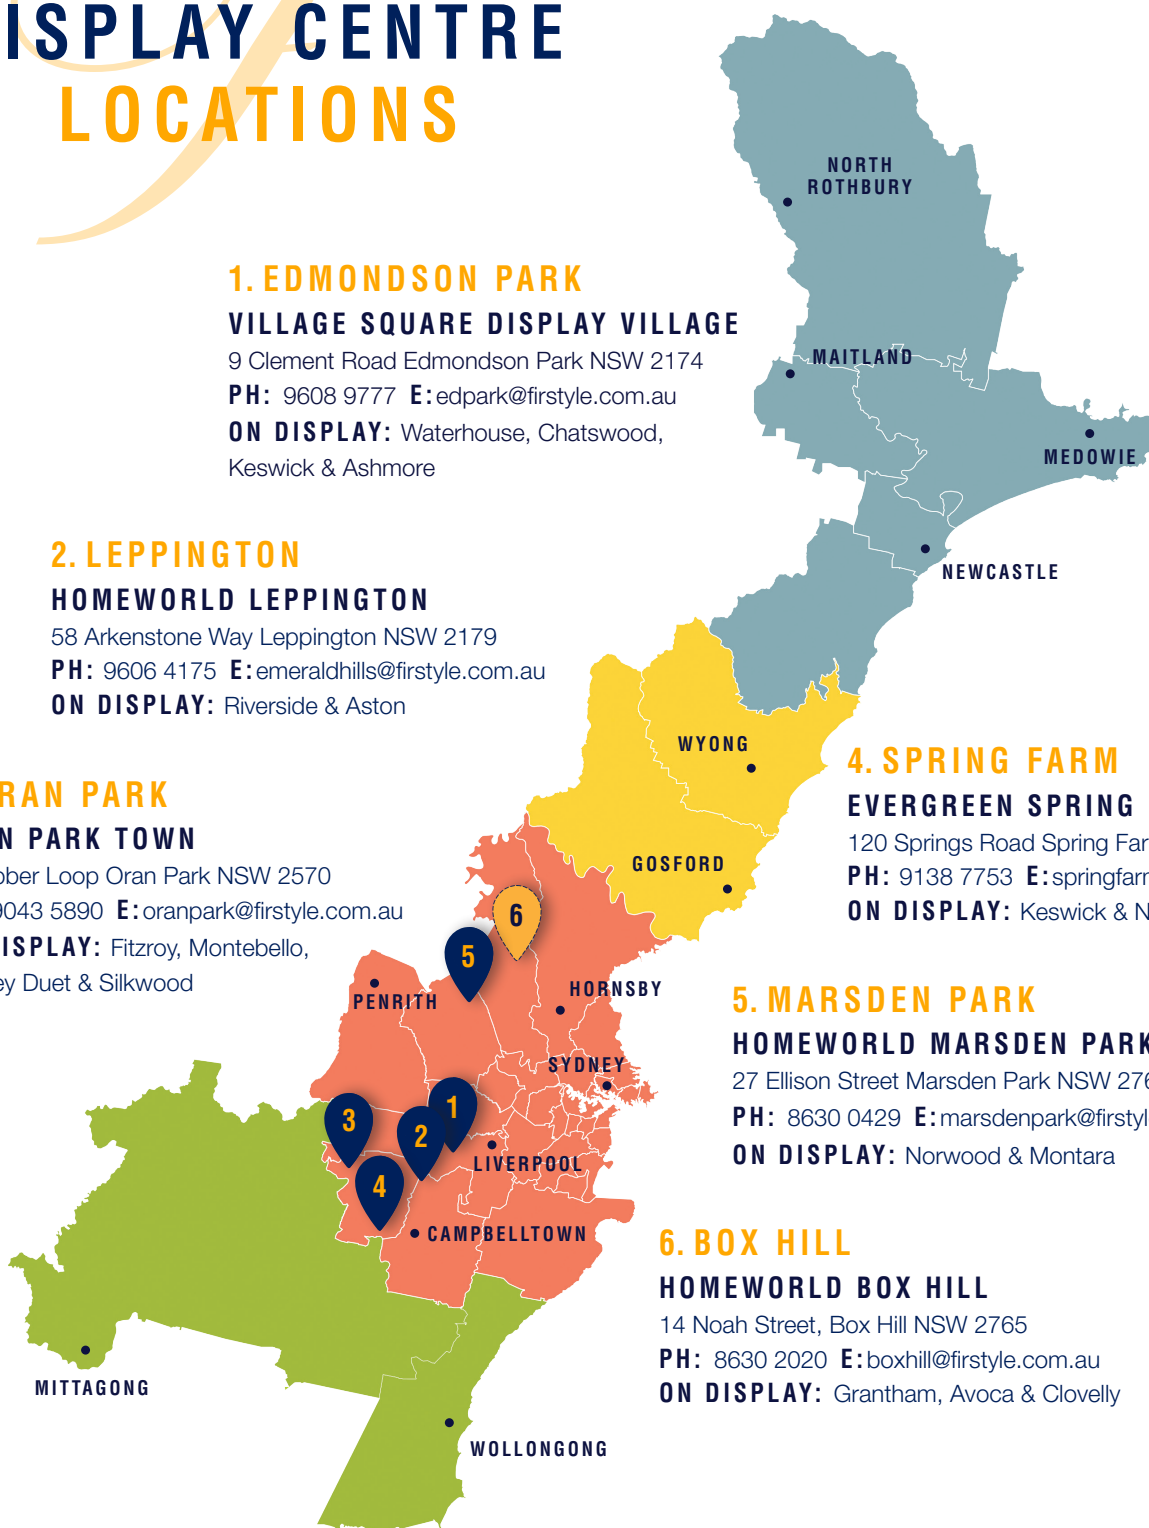 ISPLAY CENTRE
LOCATIONS
NORTH
ROTHBURY
1. EDMONDSON PARK
VILLAGE SQUARE DISPLAY VILLAGE
9 Clement Road Edmondson Park NSW 2174
PH: 9608 9777 E: edpark@firstyle.com.au
ON DISPLAY: Waterhouse, Chatswood,
Keswick & Ashmore
MAITLAND
MEDOWIE
NEWCASTLE
2. LEPPINGTON
HOMEWORLD LEPPINGTON
58 Arkenstone Way Leppington NSW 2179
PH: 9606 4175 E: emeraldhills@firstyle.com.au
ON DISPLAY: Riverside & Aston
WYONG
GOSFORD
RAN PARK
N PARK TOWN
ber Loop Oran Park NSW 2570
9043 5890 E: oranpark@firstyle.com.au
ISPLAY: Fitzroy, Montebello,
ey Duet & Silkwood
4. SPRING FARM
EVERGREEN SPRING
120 Springs Road Spring Far
PH: 9138 7753 E: springfarm
ON DISPLAY: Keswick & N
6
5
PENRITH
HORNSBY
SYDNEY
3
1
2
4
LIVERPOOL
CAMPBELLTOWN
5. MARSDEN PARK
HOMEWORLD MARSDEN PARK
27 Ellison Street Marsden Park NSW 276
PH: 8630 0429 E: marsdenpark@firstyl
ON DISPLAY: Norwood & Montara
6. BOX HILL
HOMEWORLD BOX HILL
14 Noah Street, Box Hill NSW 2765
PH: 8630 2020 E: boxhill@firstyle.com.au
ON DISPLAY: Grantham, Avoca & Clovelly
MITTAGONG
WOLLONGONG